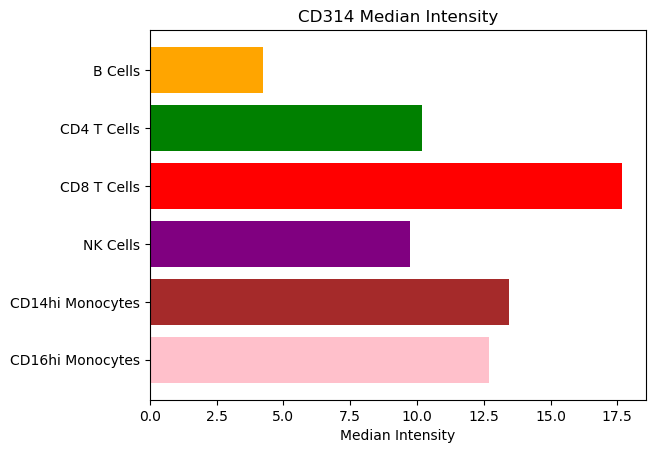 CD314 Median Intensity
B Cells
CD4 T Cells
CD8 T Cells
NK Cells
CD14hi Monocytes
CD16hi Monocytes
0.0 2.5 5.0 7.5 10.0 12.5 15.0 17.5
Median Intensity